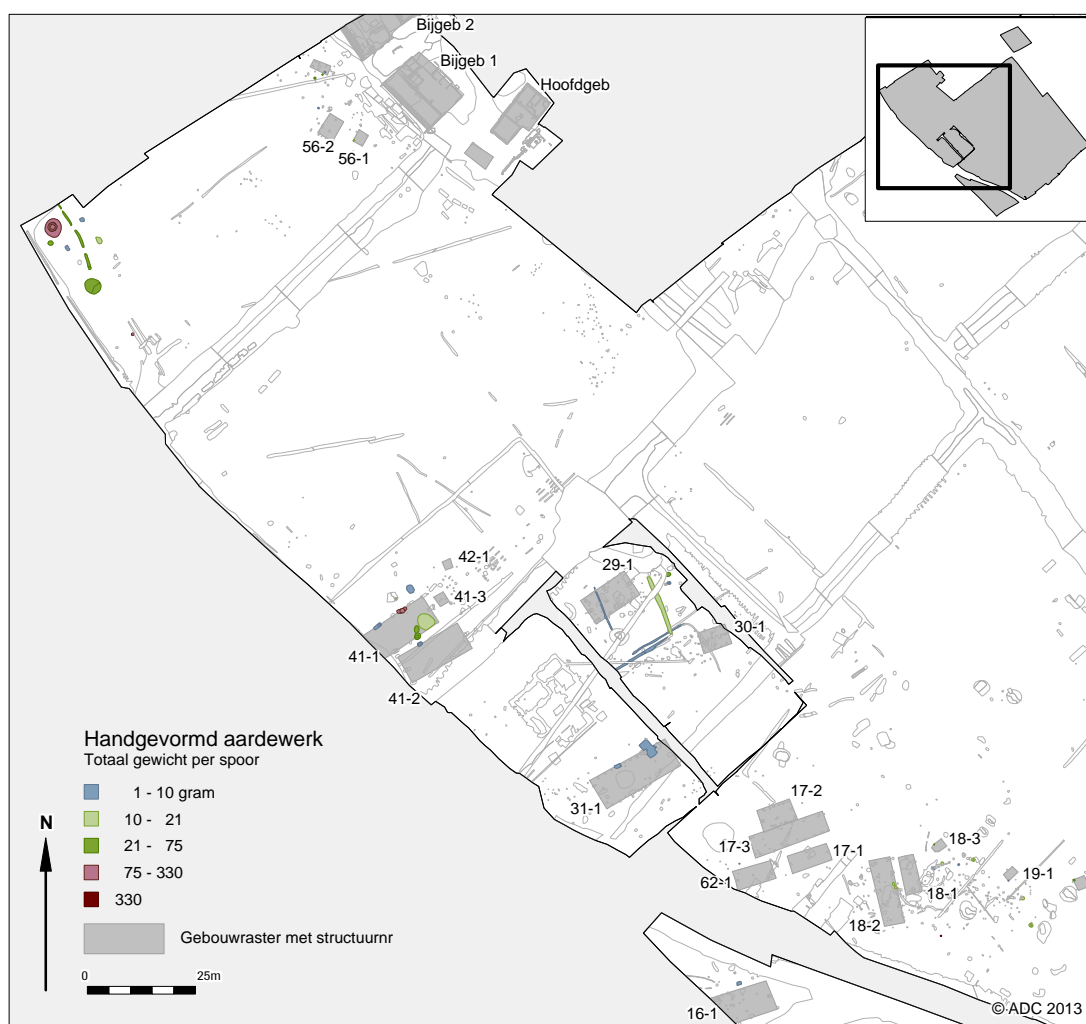 Bijgeb 2
Bijgeb 1
Hoofdgeb
56-2
56-1
42-1
41-3
29-1
30-1
41-1
41-2
31-1
17-2
17-3
17-1
18-3
62-1
18-1
19-1
18-2
16-1
Handgevormd aardewerk
Totaal gewicht per spoor
1 - 10 gram
10 - 21
21 - 75
75 - 330
330
Gebouwraster met structuurnr
N
0 25m
© ADC 2013